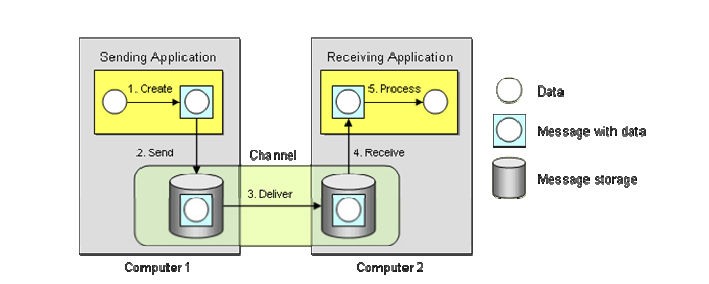 Sending Application
Receiving Application
1. Create
5. Process
Data
Message with data
2. Send
Channel
4. Receive
Message storage
3. Deliver
Computer 1
Computer 2